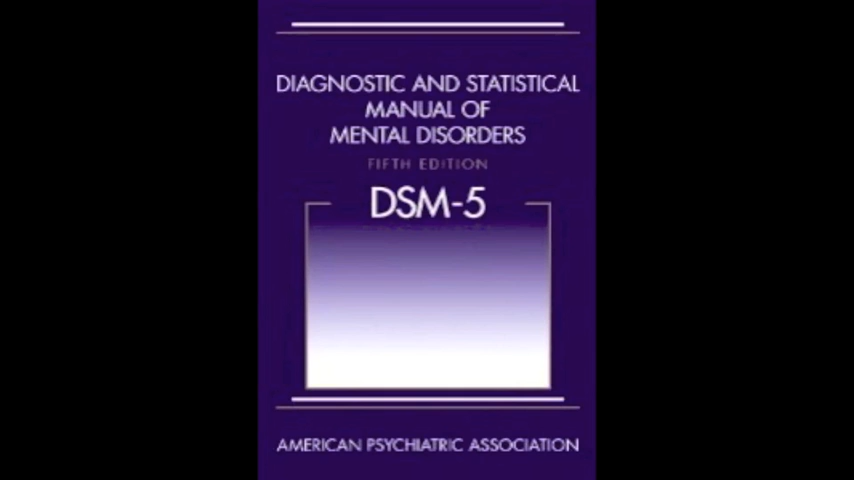 DIAGNOSTIC AND STATISTICAL
MANUAL OF
MENTAL DISORDERS
FIFTH EDITION
DSM-5
AMERICAN PSYCHIATRIC ASSOCIATION